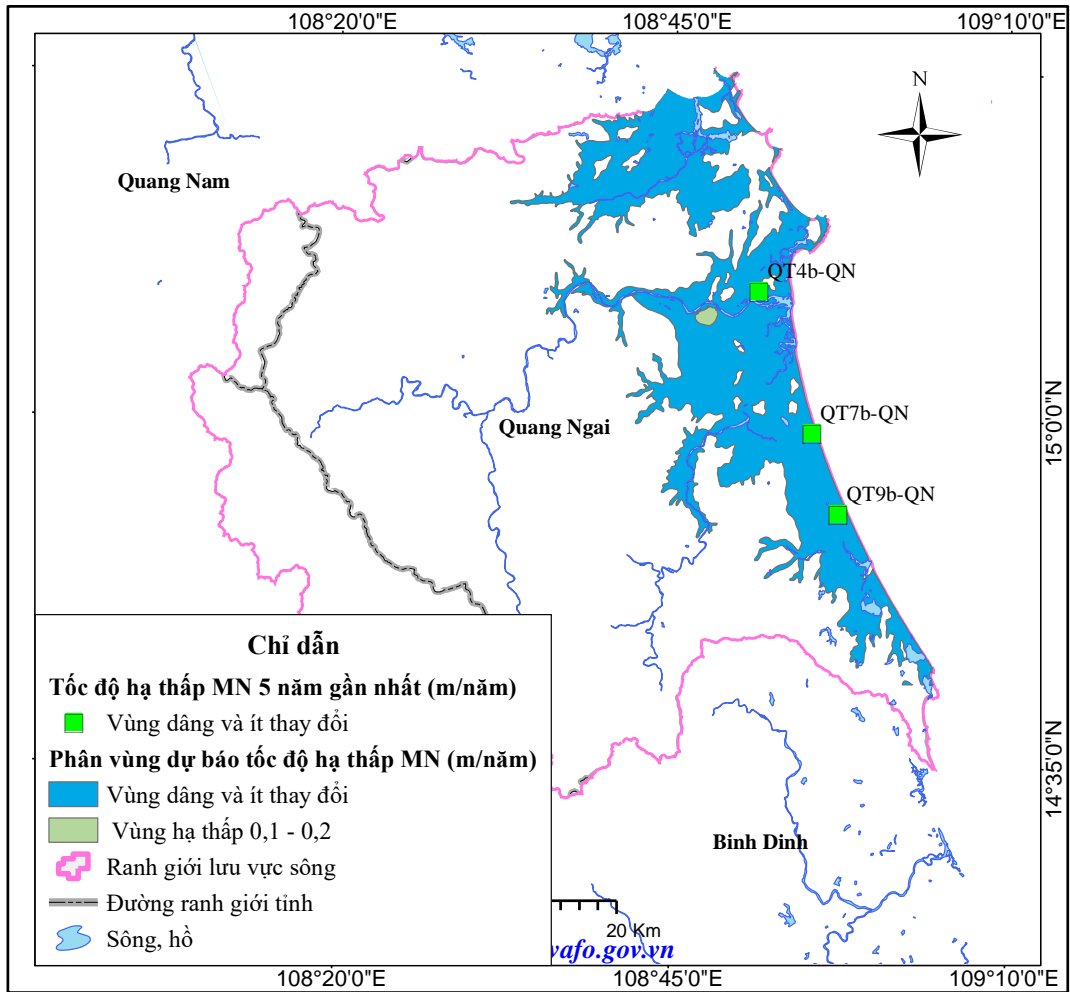 108°20'0"E
108°45'0"E
109°10'0"E
N
Quang Nam
QT4b-QN
QT7b-QN
Quang Ngai
15°0'0"N
QT9b-QN
Chỉ dẫn
Tốc độ hạ thấp MN 5 năm gần nhất (m/năm)
Vùng dâng và ít thay đổi
Phân vùng dự báo tốc độ hạ thấp MN (m/năm)
Vùng dâng và ít thay đổi
Vùng hạ thấp 0,1 - 0,2
Ranh giới lưu vực sông
Đường ranh giới tỉnh
Sông, hồ
14°35'0"N
Binh Dinh
20 Km
vafo.gov.vn
108°20'0"E
108°45'0"E
109°10'0"E